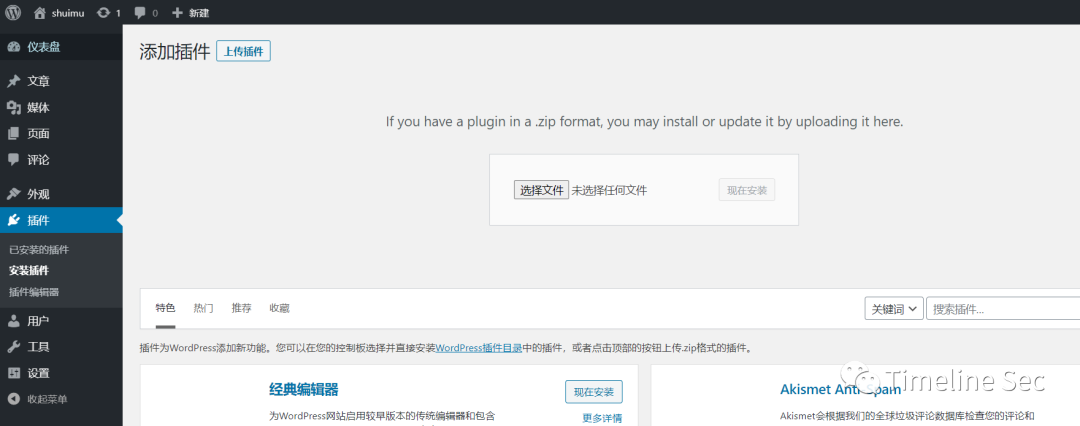 shuimu 1 0 新建
仪表盘
文章
媒体
页面
评论
外观
插件
已安装的插件
安装插件
插件编辑器
用户
工具
设置
收起菜单
添加插件 上传插件
If you have a plugin in a .zip format, you may install or update it by uploading it here.
选择文件 未选择任何文件 现在安装
特色 热门 推荐 收藏 关键词 搜索插件...
插件为WordPress添加新功能。您可以在您的控制板选择并直接安装WordPress插件目录中的插件，或者点击顶部的按钮上传.zip格式的插件。
经典编辑器 现在安装
为WordPress网站启用较早版本的传统编辑器和包含
更多详情
Akismet Anti-Spam
Akismet会根据我们的全球垃圾评论数据库检查您的评论和
Timeline Sec